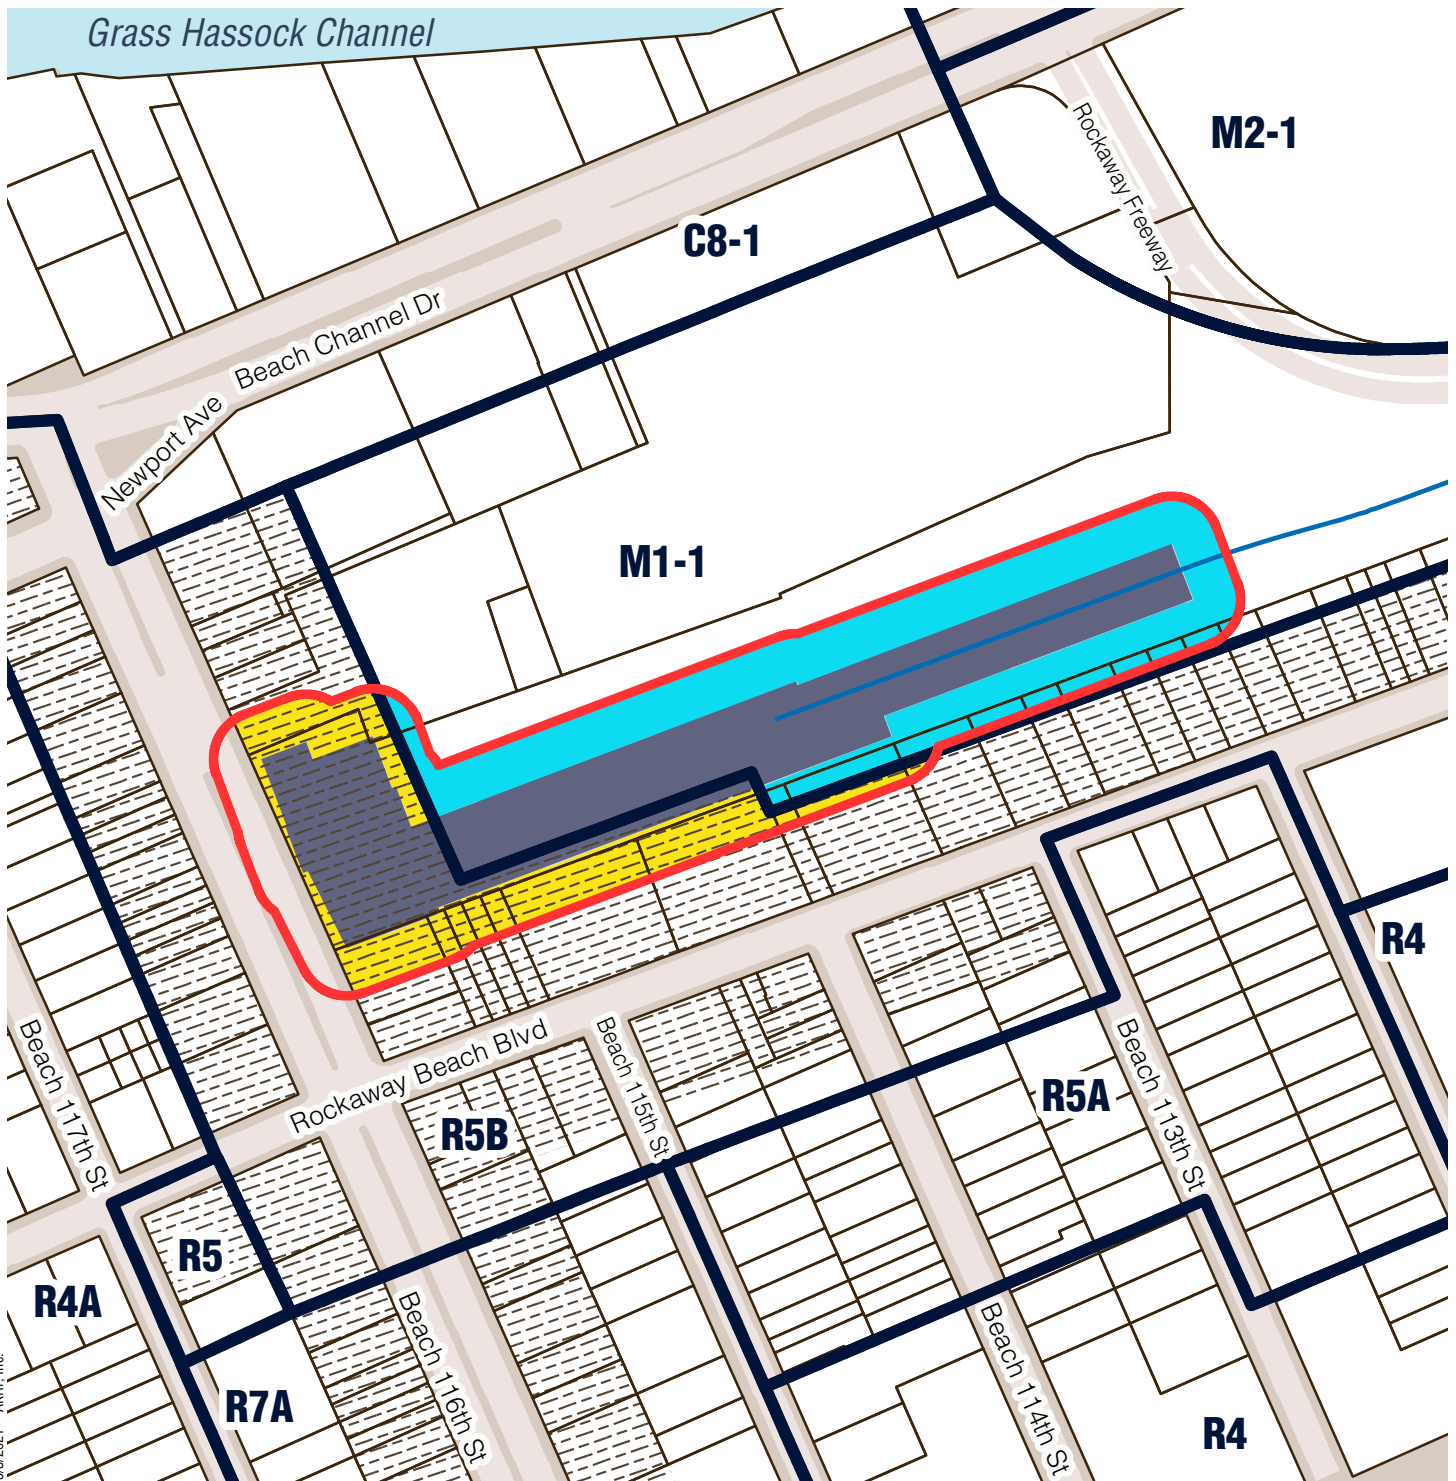 Grass Hassock Channel
M2-1
Rockaway Freeway
C8-1
Beach Channel Dr
Newport Ave
M1-1
R4
Beach 117th St
Rockaway Beach Blvd
Beach 115th St
R5B
R5A
Beach 113th St
R5
R4A
R7A
Beach 116th St
Beach 114th St
R4